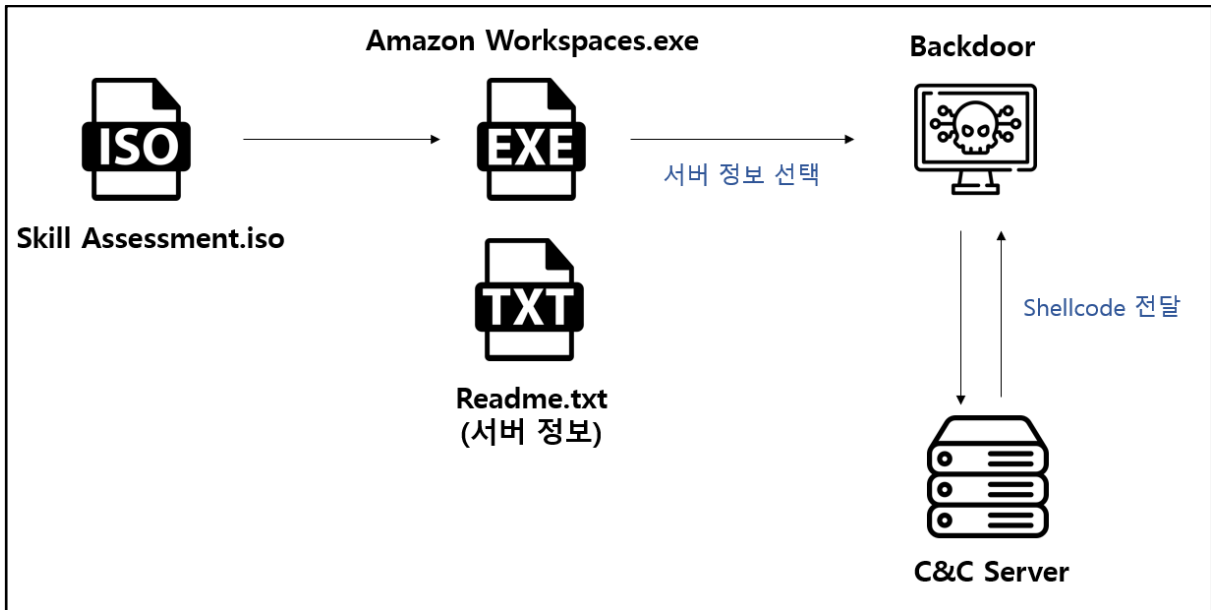 Amazon Workspaces.exe
Backdoor
ISO
EXE
서버 정보 선택
Skill Assessment.iso
TXT
Shellcode 전달
Readme.txt
(서버 정보)
C&C Server